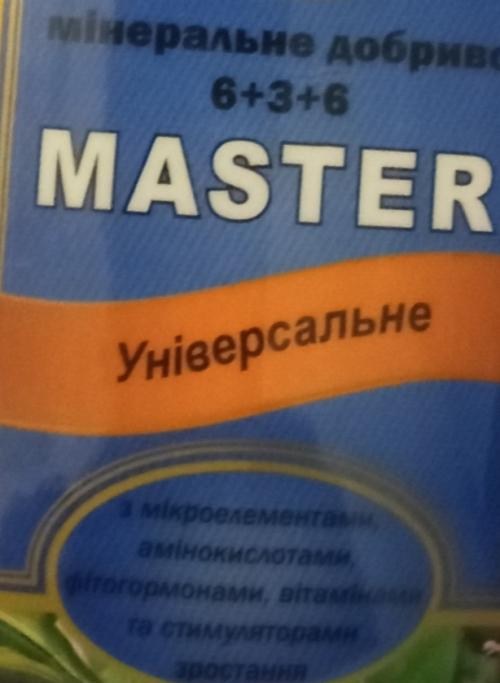 мінеральне добриво
6+3+6
MASTER
Універсальне
з мікроелементами,
амінокислотами,
фітогормонами, вітамінами
та стимуляторами
зростання